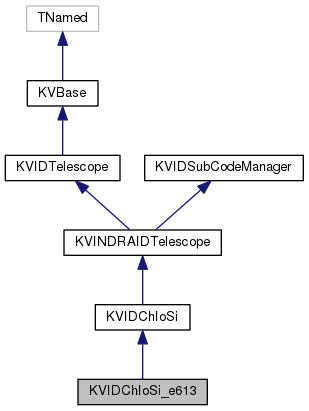 TNamed
KVBase
KVIDTelescope
KVIDSubCodeManager
KVINDRAIDTelescope
KVIDChIoSi
KVIDChIoSi_e613